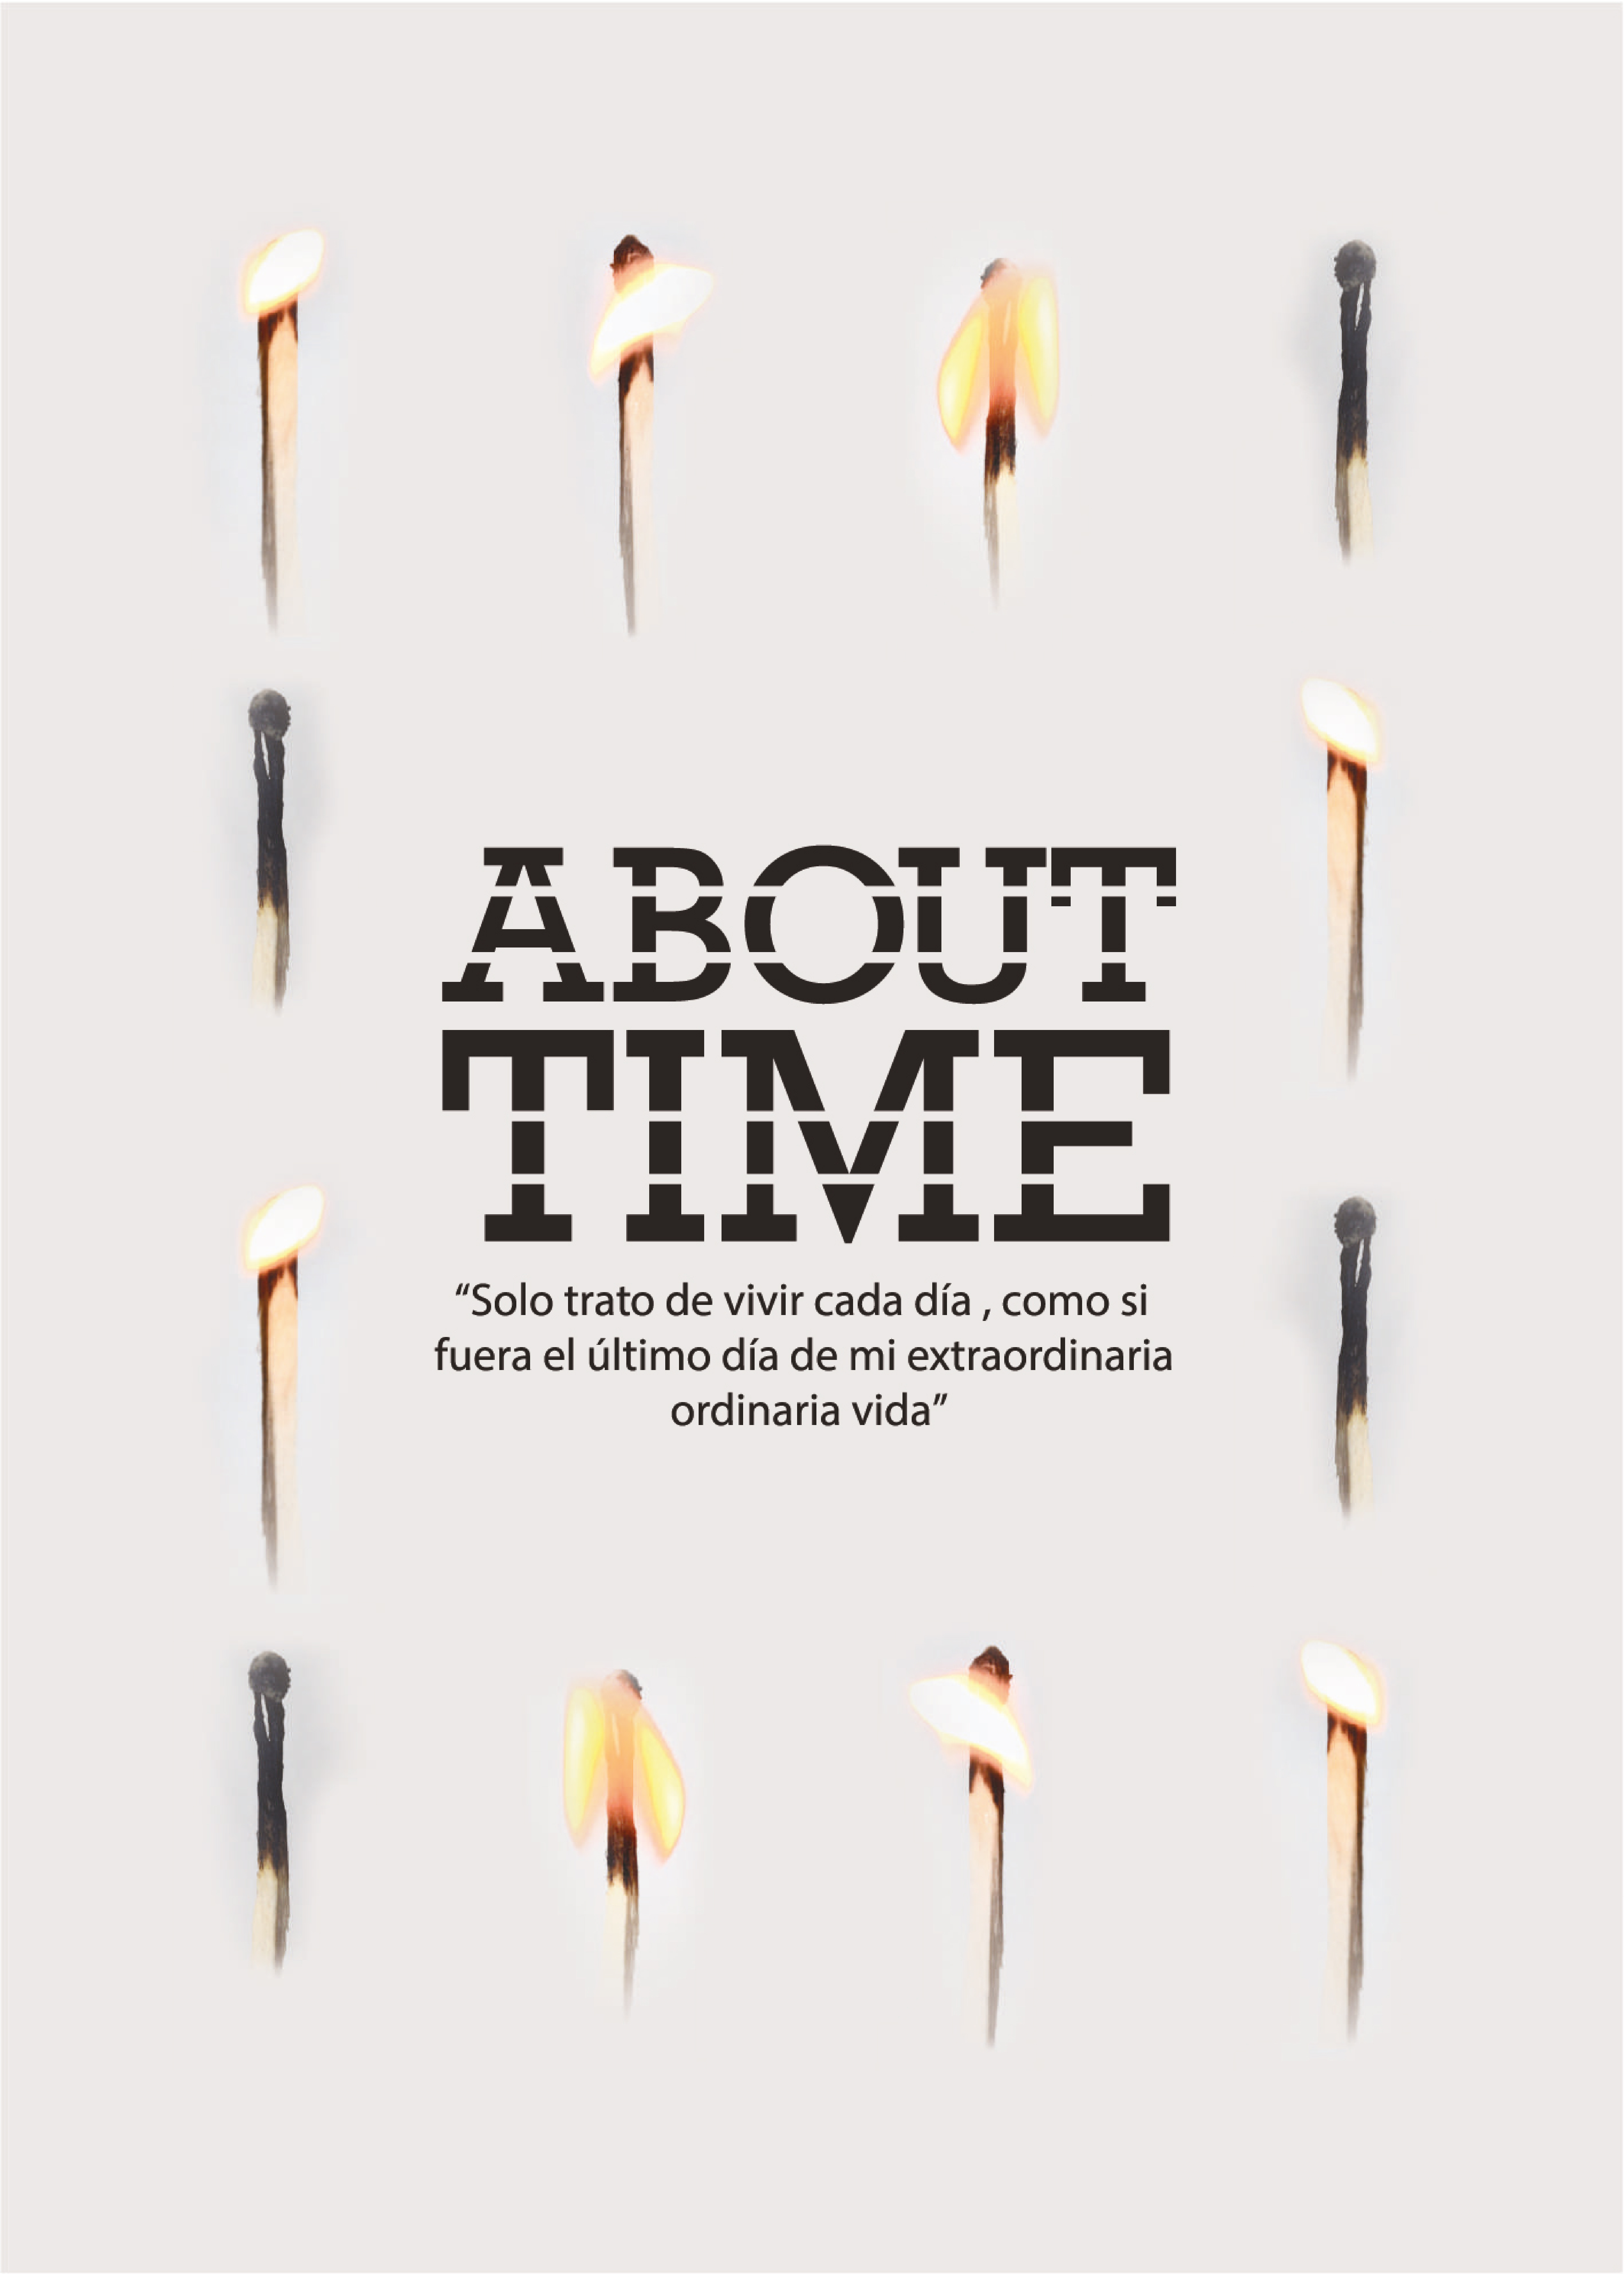 ABOUT
TIME
“Solo trato de vivir cada día , como si
fuera el último día de mi extraordinaria
ordinaria vida”